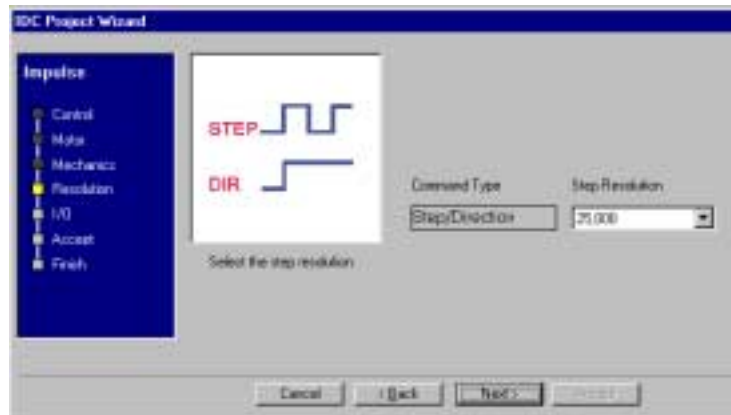 IDC Project Wizard
Impulse
Control
Motor
Mechanics
Resolution
I/O
Accept
Finish
STEP
DIR
Select the step resolution
Command Type
Step/Direction
Step Resolution
25,000
Cancel
< Back
Next >